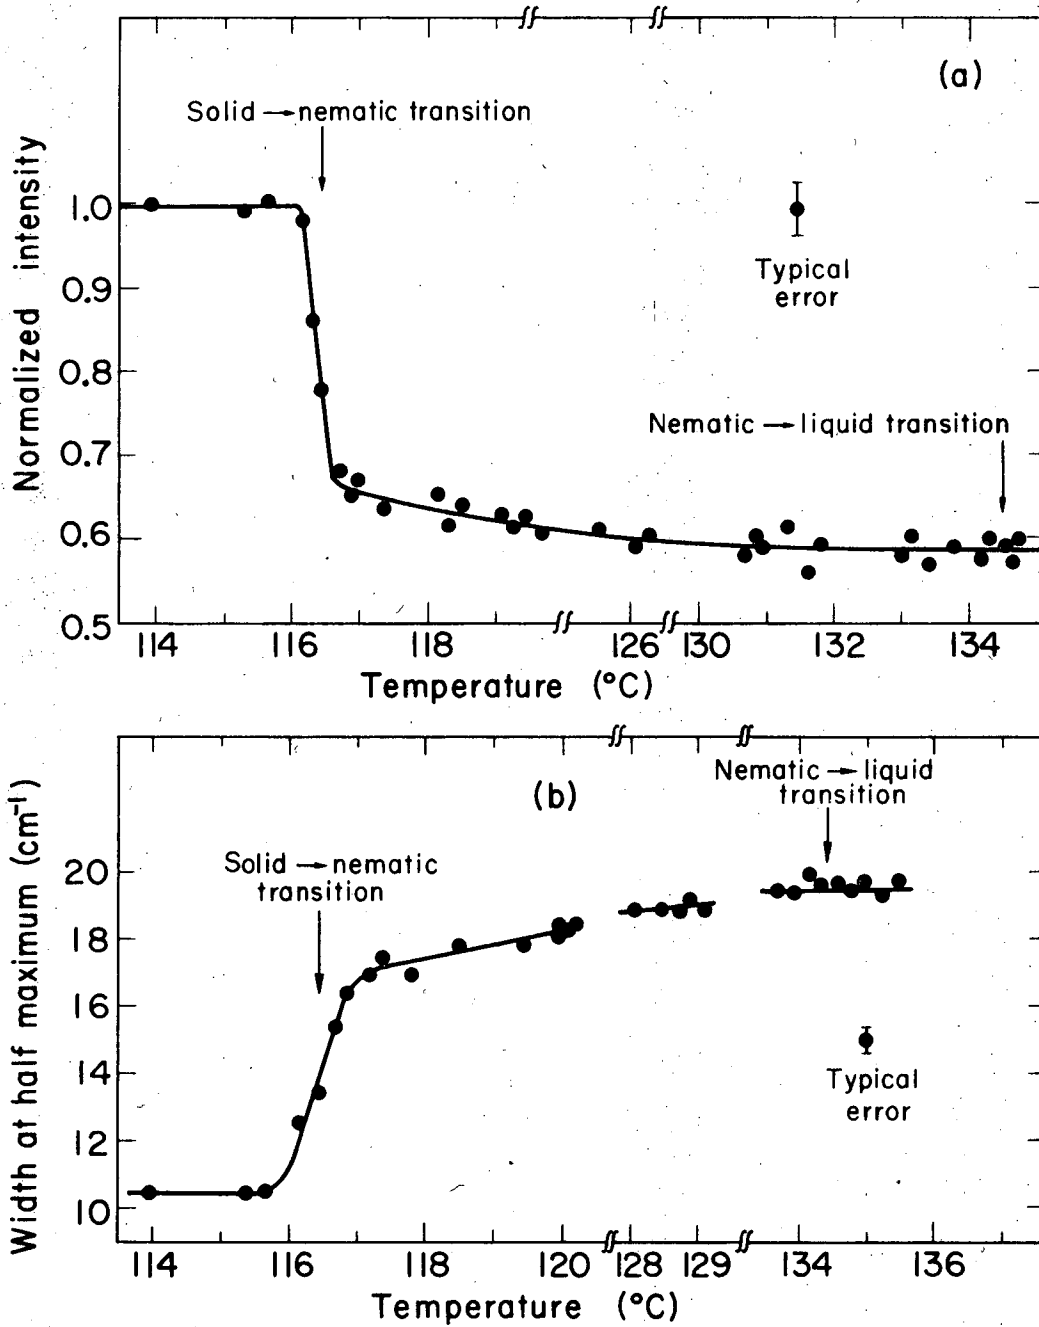 (a)
Solid → nematic transition
Normalized intensity
1.0
0.9
0.8
0.7
0.6
0.5
Typical
error
Nematic → liquid transition
114 116 118 126 130 132 134
Temperature (°C)
(b)
Nematic → liquid
transition
Solid → nematic
transition
Width at half maximum (cm⁻¹)
20
18
16
14
12
10
Typical
error
114 116 118 120 128 129 134 136
Temperature (°C)